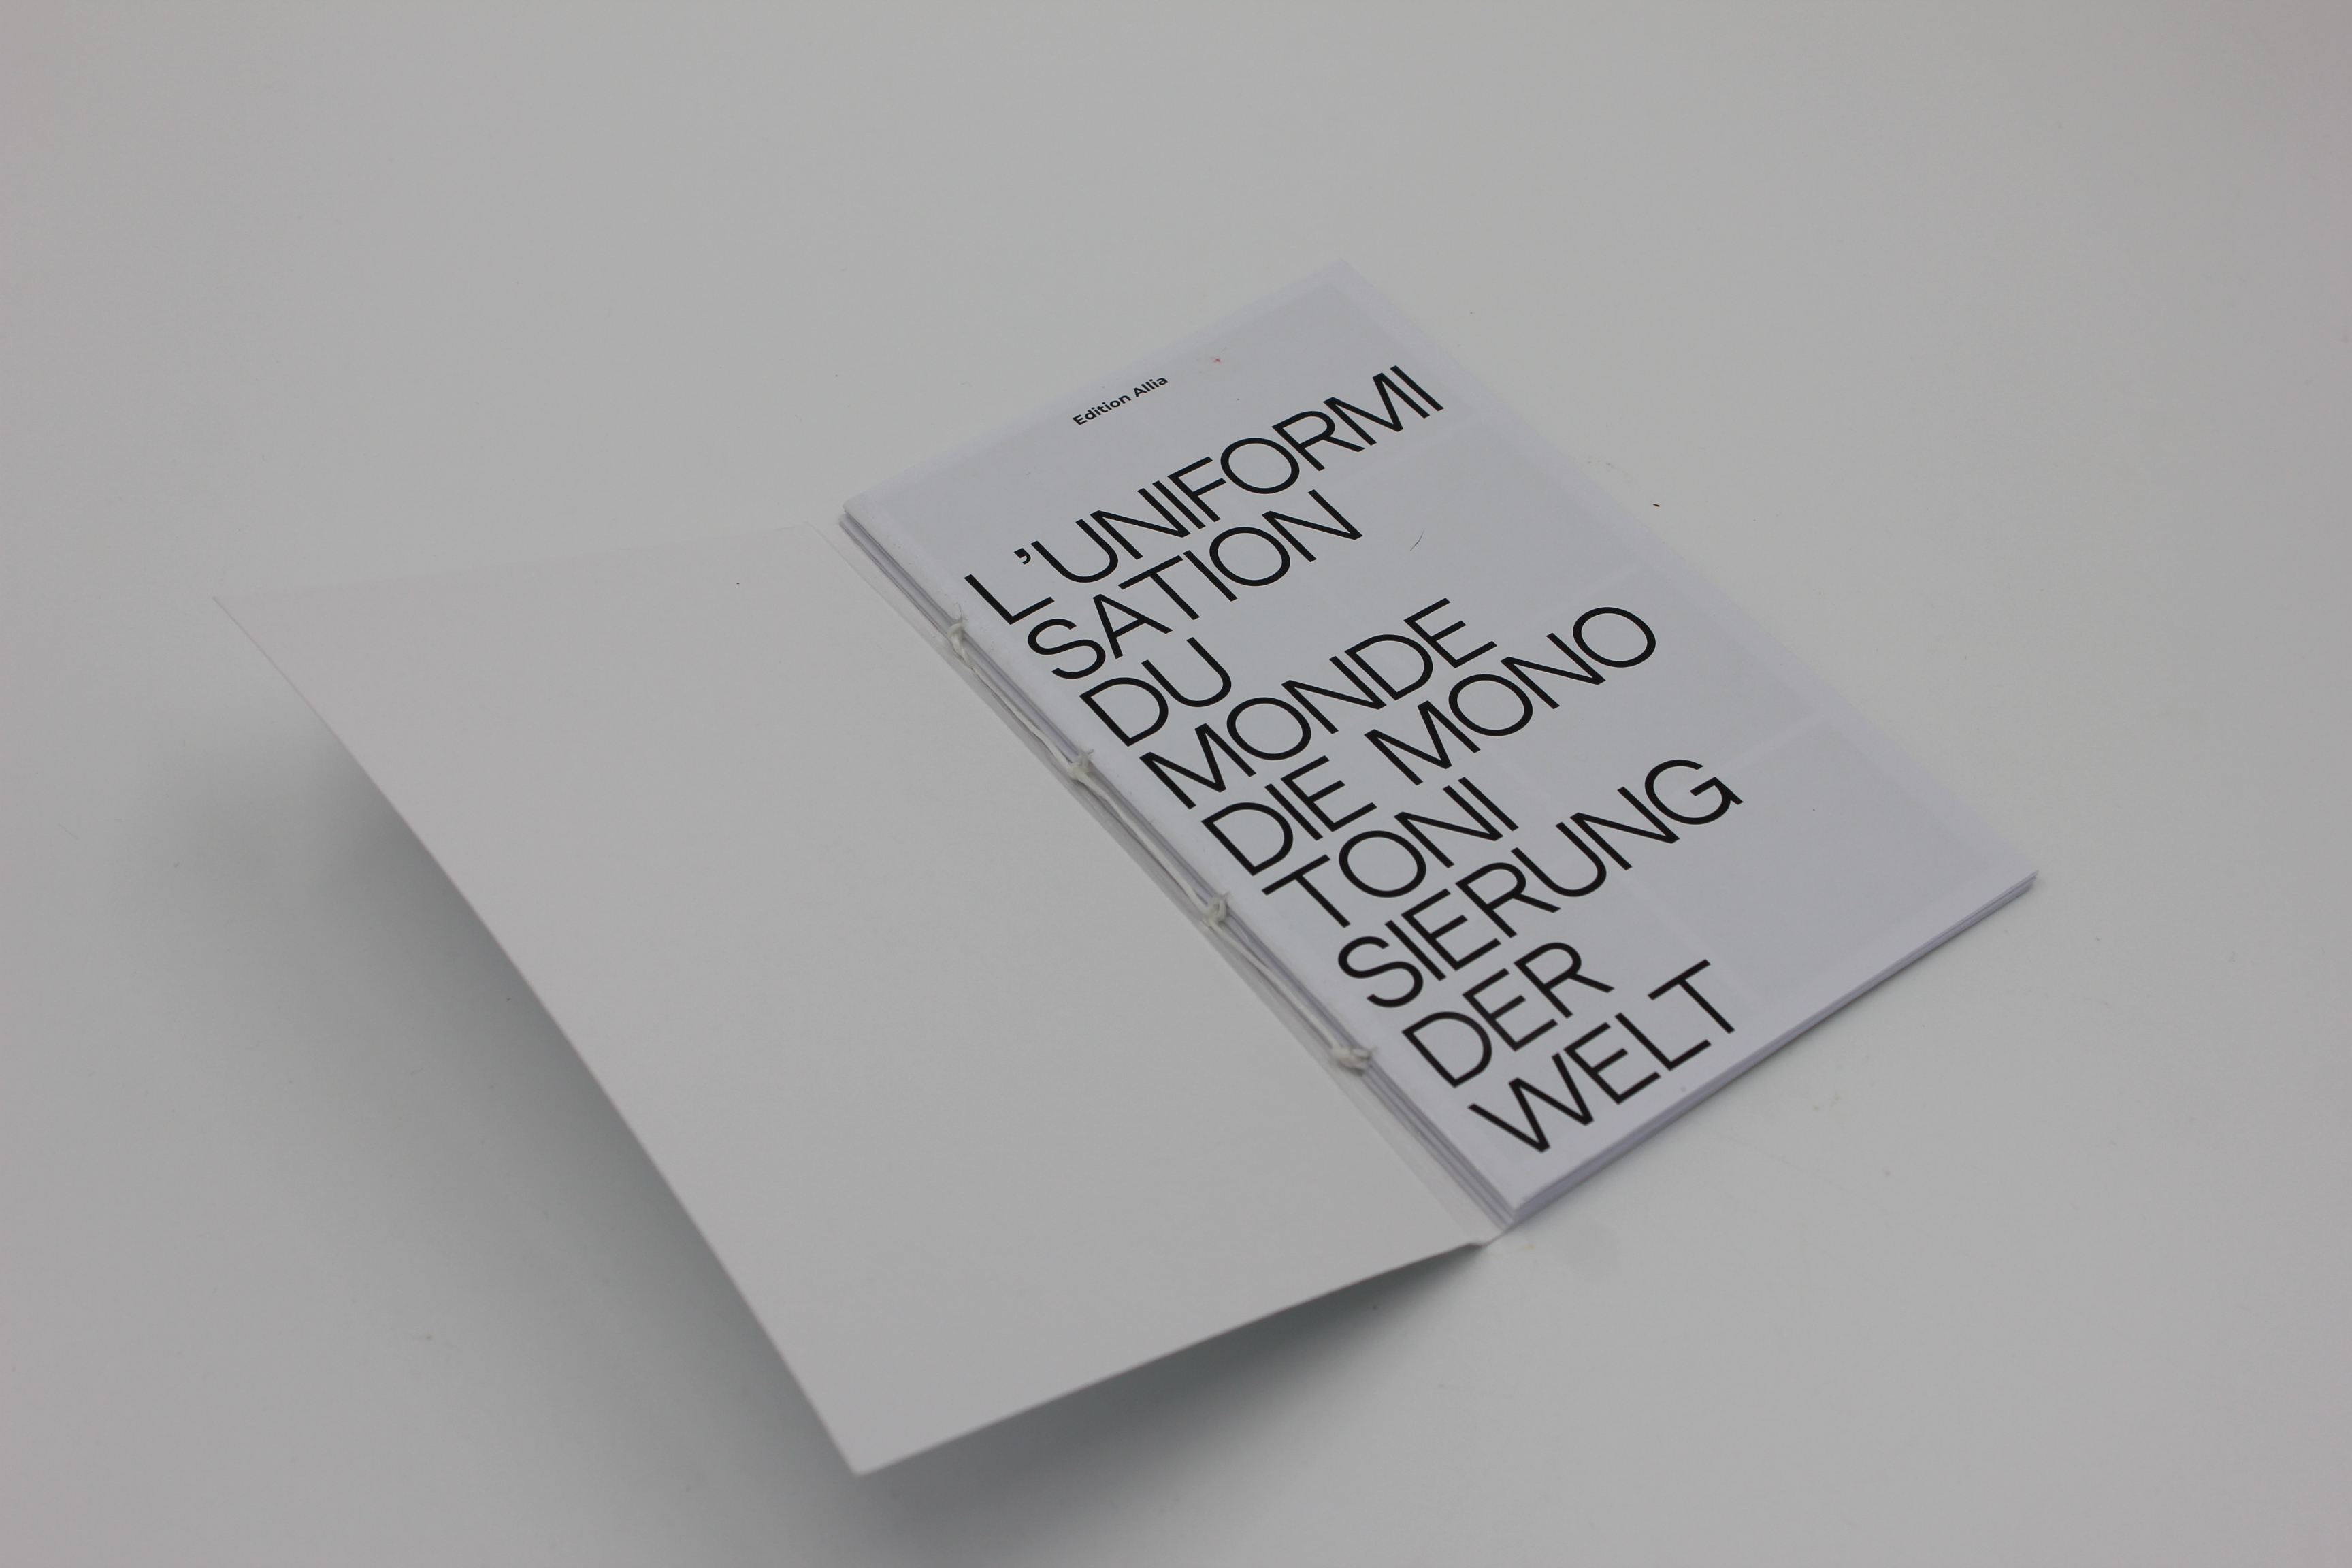 Edition Allia
L'UNIFORMI
SATION
DU
MONDE
DIE MONO
TONI
SIERUNG
DER
WELT